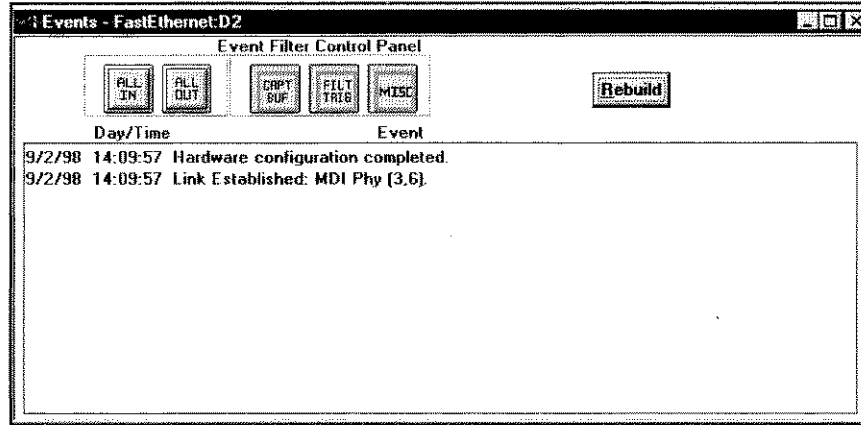 Events - FastEthernet:D2
Event Filter Control Panel
ALL IN
ALL OUT
CAPT BUF
FILT TRIG
MISC
Rebuild
Day/Time Event
9/2/98 14:09:57 Hardware configuration completed.
9/2/98 14:09:57 Link Established: MDI Phy (3,6).